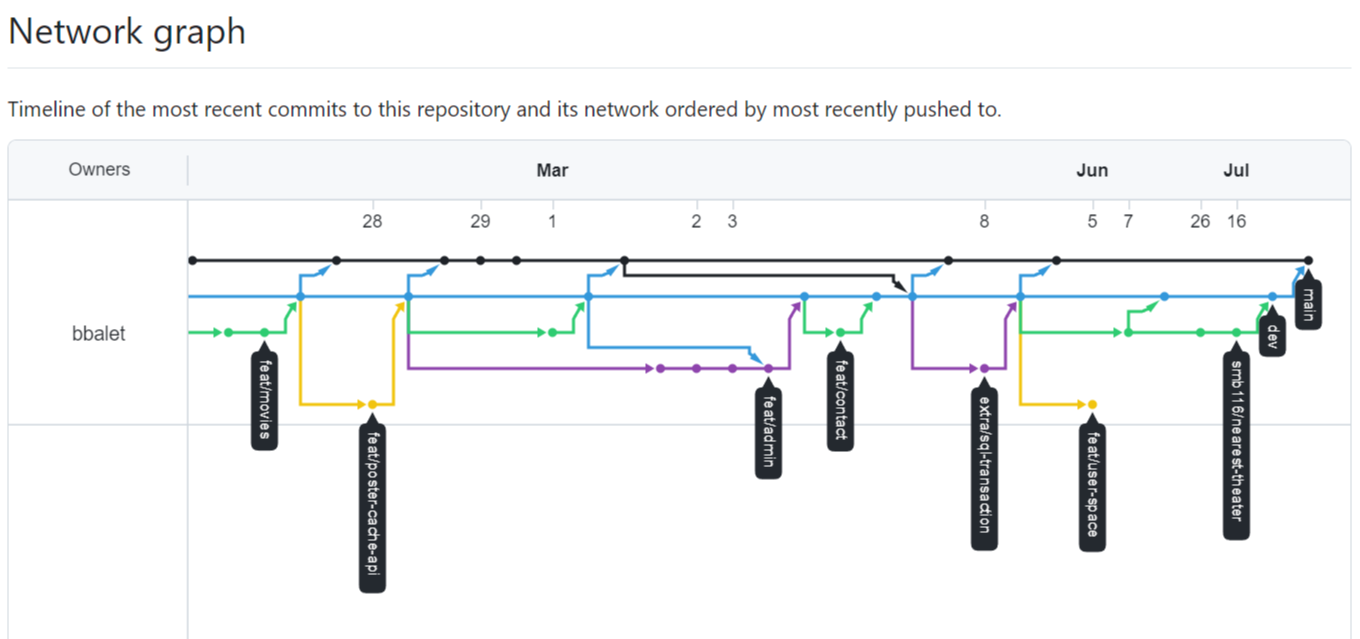 Network graph
Timeline of the most recent commits to this repository and its network ordered by most recently pushed to.
Owners
Mar
Jun
Jul
28
29
1
2
3
8
5
7
26
16
bbalet
feat/movies
feat/poster-cache-api
feat/admin
feat/contact
extra/sql-transaction
feat/user-space
smb116/nearest-theater
dev
main